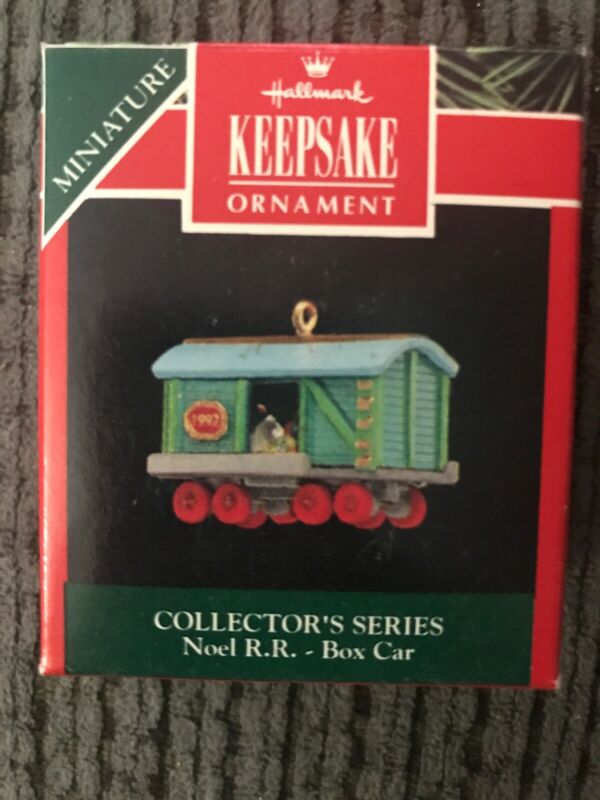 MINIATURE
Hallmark
KEEPSAKE
ORNAMENT
1992
COLLECTOR'S SERIES
Noel R.R. - Box Car